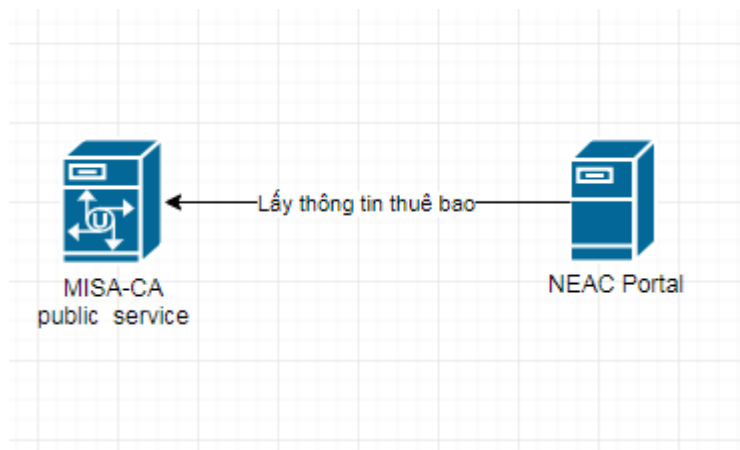 Lấy thông tin thuê bao
U
MISA-CA
public service
NEAC Portal